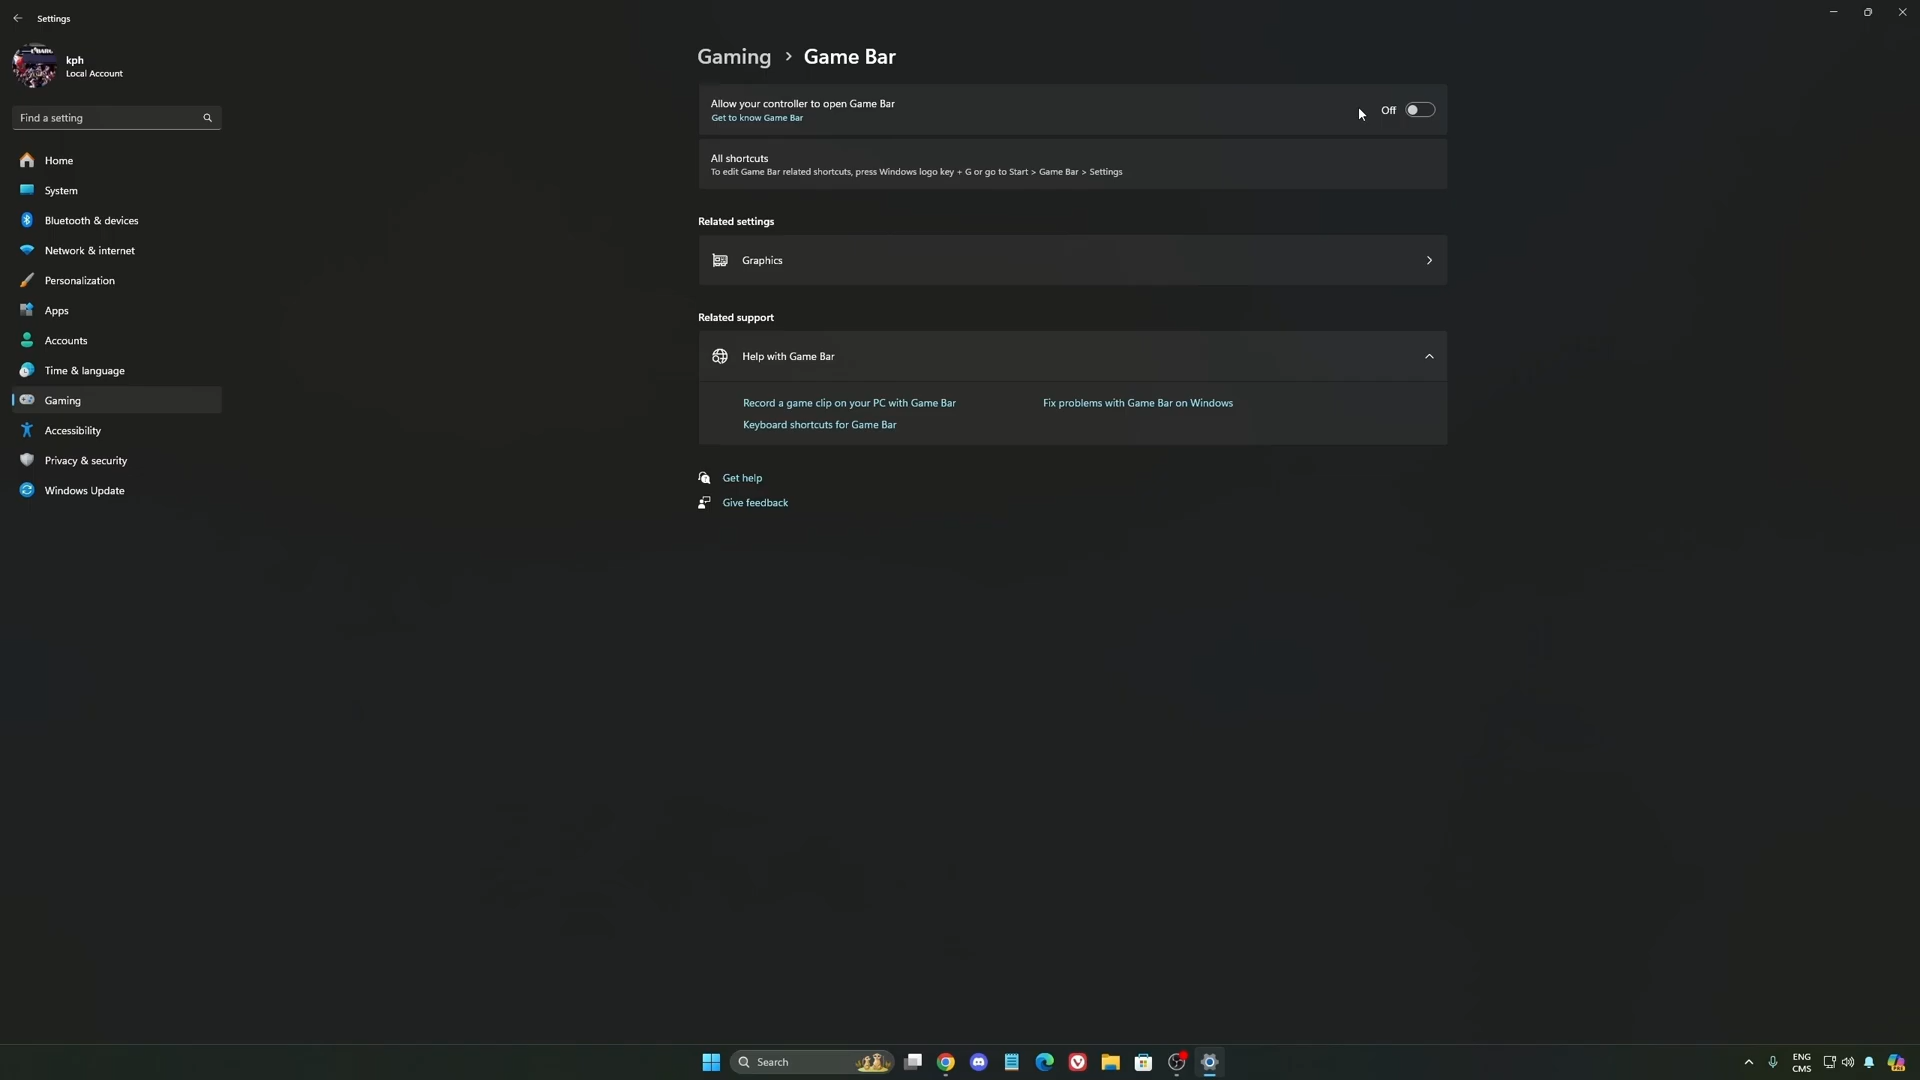 Settings
kph
Local Account
Find a setting
Home
System
Bluetooth & devices
Network & internet
Personalization
Apps
Accounts
Time & language
Gaming
Accessibility
Privacy & security
Windows Update
Gaming > Game Bar
Allow your controller to open Game Bar
Get to know Game Bar
Off
All shortcuts
To edit Game Bar related shortcuts, press Windows logo key + G or go to Start > Game Bar > Settings
Related settings
Graphics
Related support
Help with Game Bar
Record a game clip on your PC with Game Bar
Fix problems with Game Bar on Windows
Keyboard shortcuts for Game Bar
Get help
Give feedback
Search
ENG
CMS